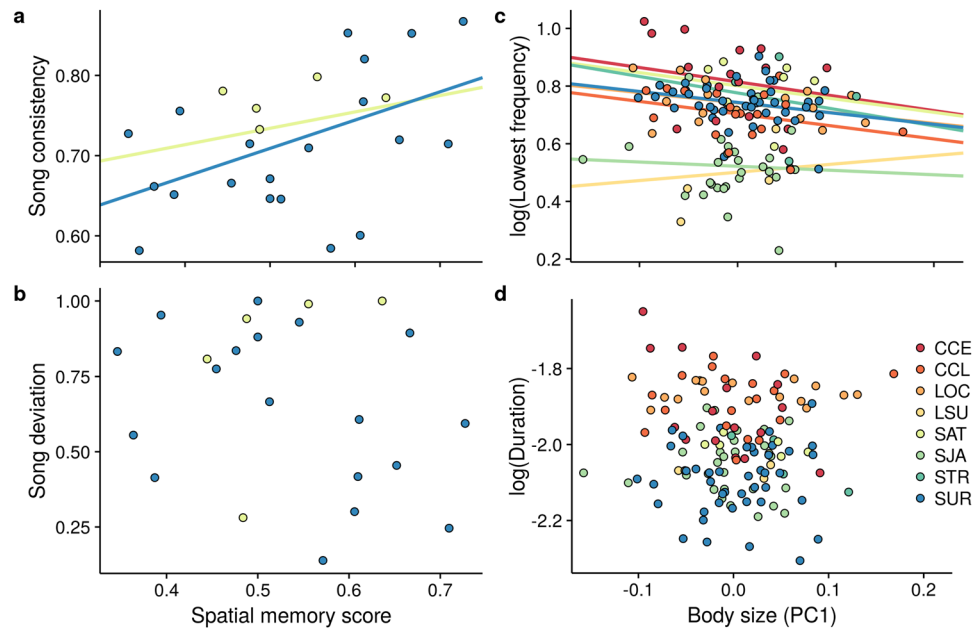 a
Song consistency
0.80
0.70
0.60
b
Song deviation
1.00
0.75
0.50
0.25
0.4 0.5 0.6 0.7
Spatial memory score
c
log(Lowest frequency)
1.0
0.8
0.6
0.4
0.2
d
log(Duration)
-1.8
-2.0
-2.2
-0.1 0.0 0.1 0.2
Body size (PC1)
CCE
CCL
LOC
LSU
SAT
SJA
STR
SUR